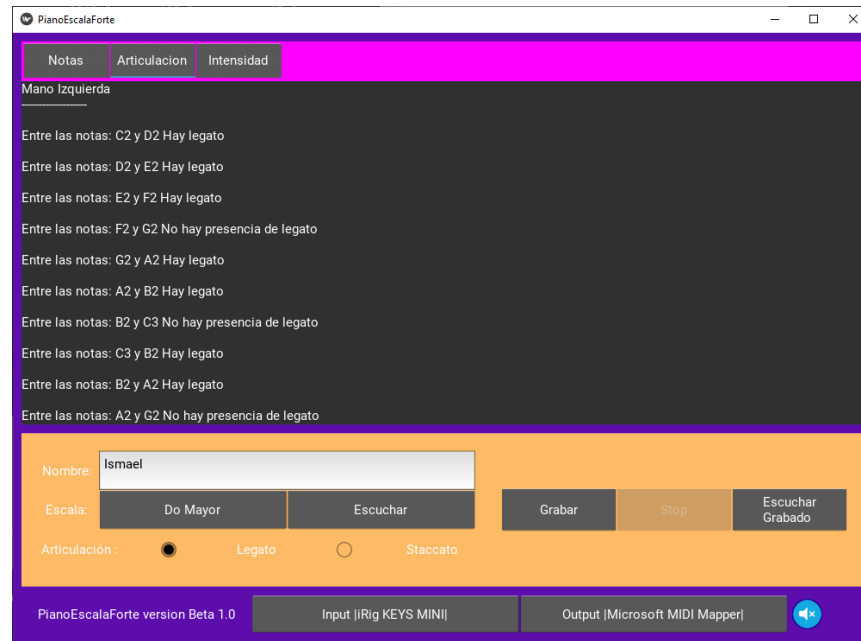 PianoEscalaForte
Notas Articulacion Intensidad
Mano Izquierda
------------------
Entre las notas: C2 y D2 Hay legato
Entre las notas: D2 y E2 Hay legato
Entre las notas: E2 y F2 Hay legato
Entre las notas: F2 y G2 No hay presencia de legato
Entre las notas: G2 y A2 Hay legato
Entre las notas: A2 y B2 Hay legato
Entre las notas: B2 y C3 No hay presencia de legato
Entre las notas: C3 y B2 Hay legato
Entre las notas: B2 y A2 Hay legato
Entre las notas: A2 y G2 No hay presencia de legato
Nombre: Ismael
Escala: Do Mayor Escuchar
Grabar Stop Escuchar
Grabado
Articulación : Legato Staccato
PianoEscalaForte version Beta 1.0 Input |iRig KEYS MINI| Output |Microsoft MIDI Mapper|